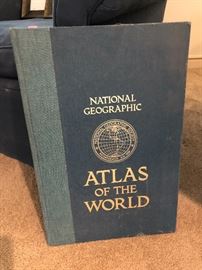 NATIONAL
GEOGRAPHIC
ATLAS
OF THE
WORLD